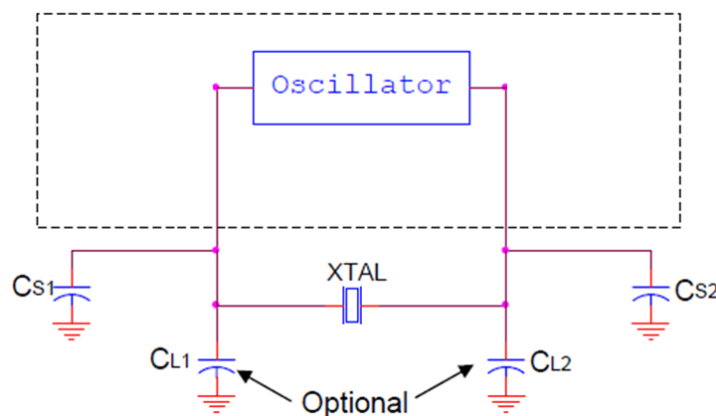 Oscillator
XTAL
CS1
CS2
CL1
CL2
Optional